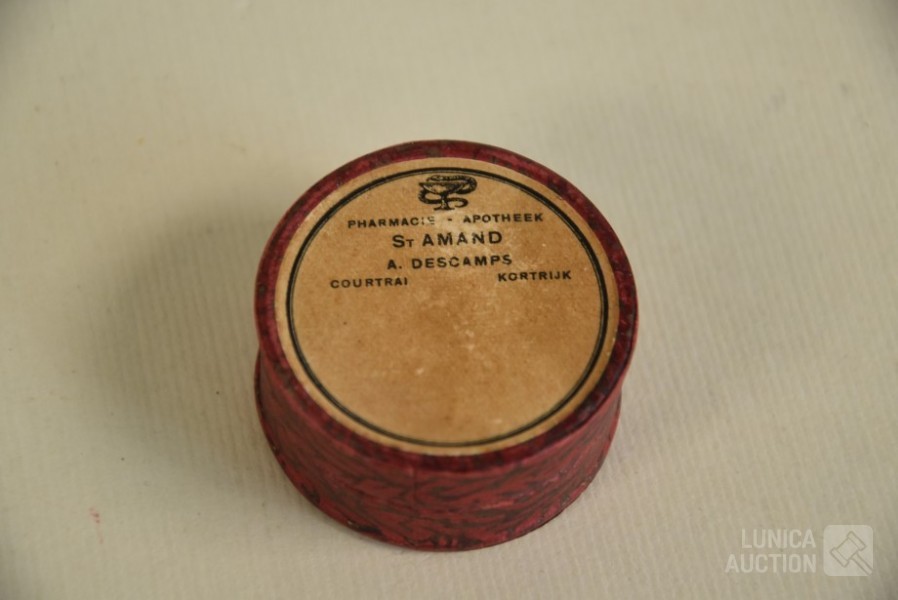 PHARMACIE - APOTHEEK
ST AMAND
A. DESCAMPS
COURTRAI KORTRIJK
LUNICA
AUCTION